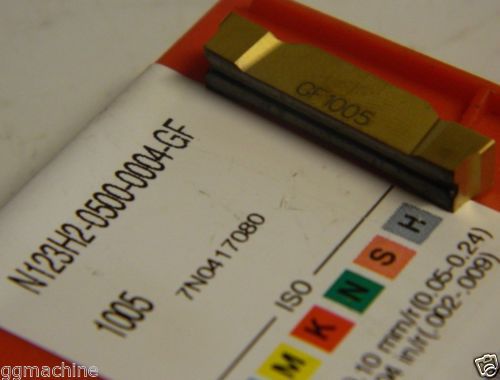 GF1005
N123H2-0500-0004-GF
1005
7N0417080
ISO
M K N S H
.10 mm/r(0,05-0,24)
in/r(.002-.009)
ggmachine